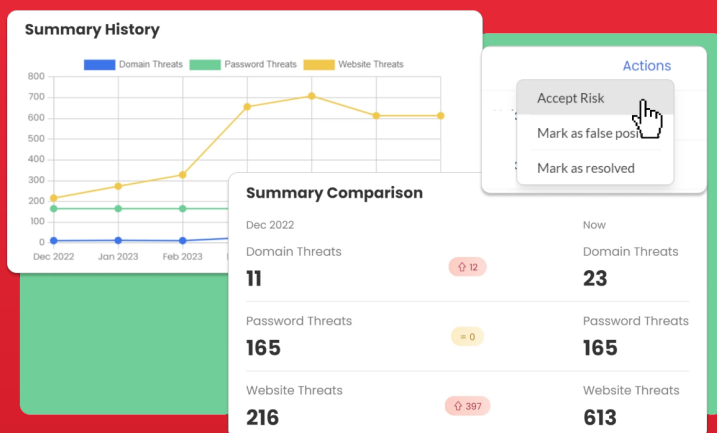 Summary History
Domain Threats Password Threats Website Threats
800
700
600
500
400
300
200
100
0
Dec 2022 Jan 2023 Feb 2023
Actions
Accept Risk
Mark as false posi
Mark as resolved
Summary Comparison
Dec 2022 Now
Domain Threats Domain Threats
11 ⇧ 12 23
Password Threats Password Threats
165 = 0 165
Website Threats Website Threats
216 ⇧ 397 613